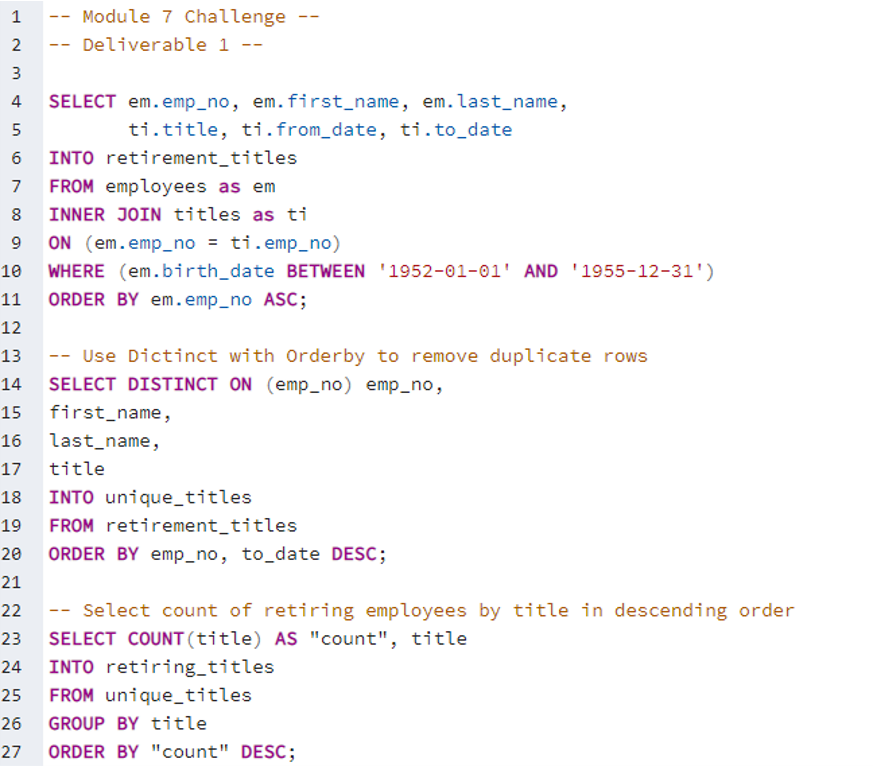 1 -- Module 7 Challenge --
2 -- Deliverable 1 --
3
4 SELECT em.emp_no, em.first_name, em.last_name,
5 ti.title, ti.from_date, ti.to_date
6 INTO retirement_titles
7 FROM employees as em
8 INNER JOIN titles as ti
9 ON (em.emp_no = ti.emp_no)
10 WHERE (em.birth_date BETWEEN '1952-01-01' AND '1955-12-31')
11 ORDER BY em.emp_no ASC;
12
13 -- Use Dictinct with Orderby to remove duplicate rows
14 SELECT DISTINCT ON (emp_no) emp_no,
15 first_name,
16 last_name,
17 title
18 INTO unique_titles
19 FROM retirement_titles
20 ORDER BY emp_no, to_date DESC;
21
22 -- Select count of retiring employees by title in descending order
23 SELECT COUNT(title) AS "count", title
24 INTO retiring_titles
25 FROM unique_titles
26 GROUP BY title
27 ORDER BY "count" DESC;